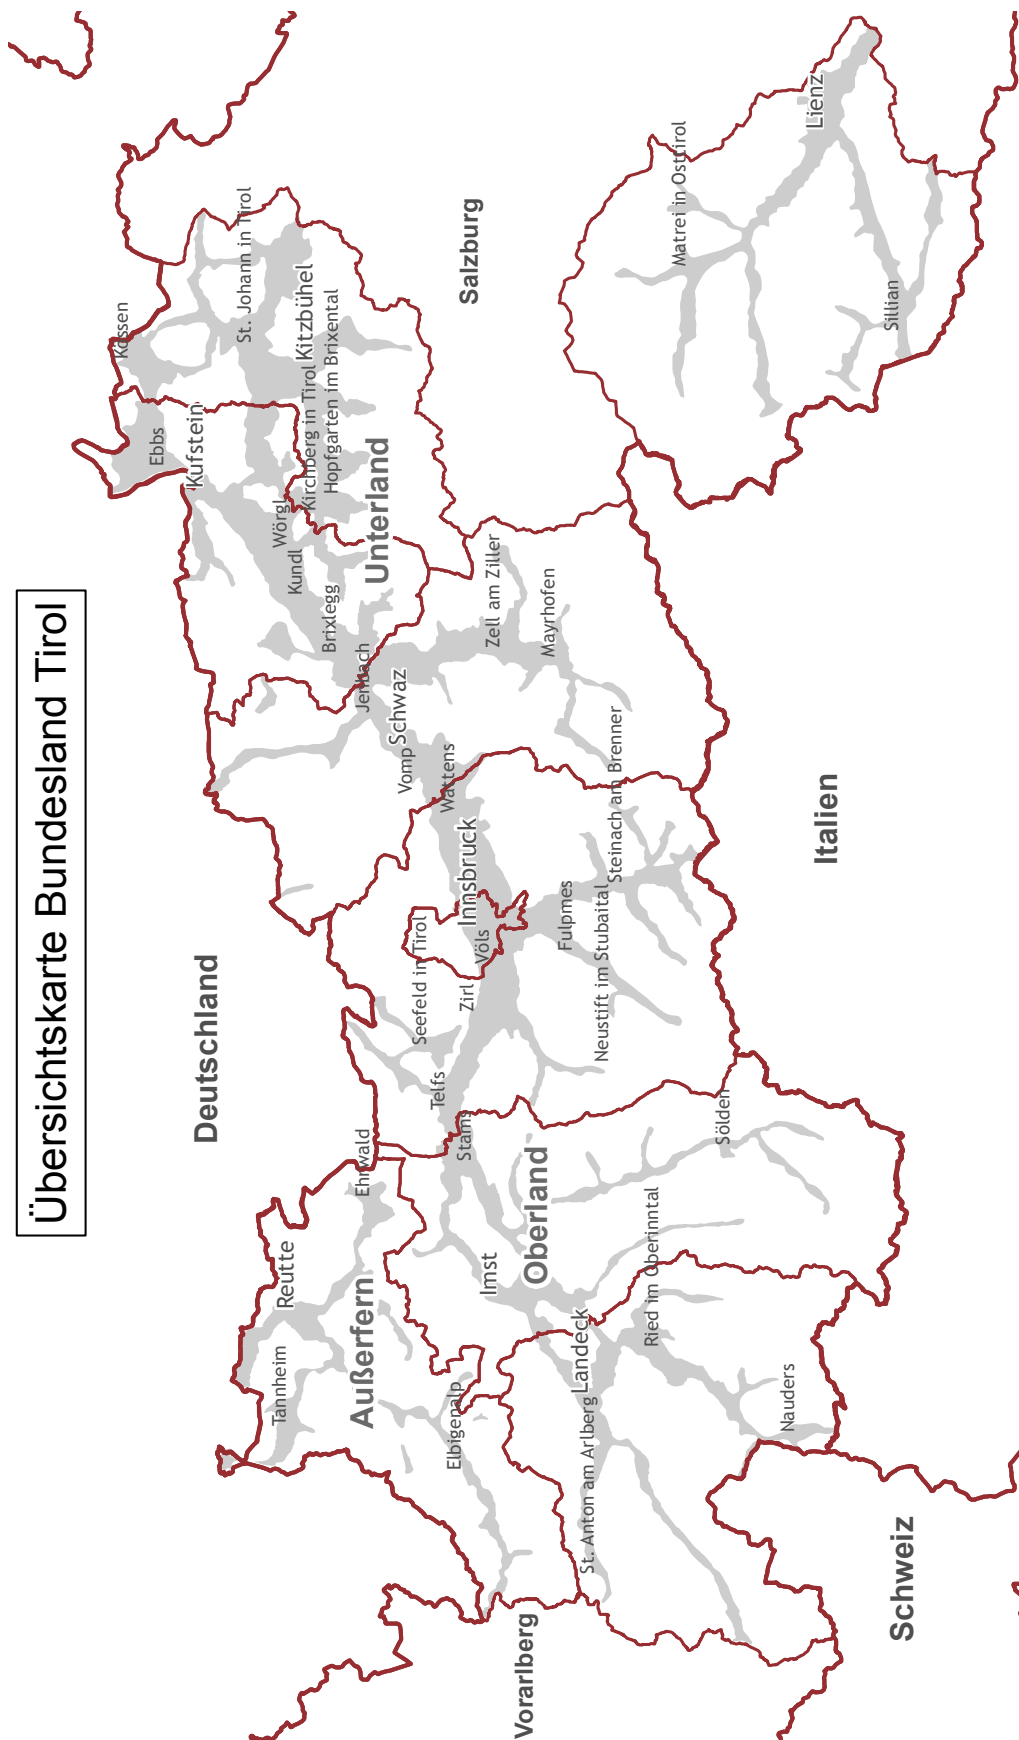 Übersichtskarte Bundesland Tirol
Deutschland
Kössen
Ebbs
Kufstein
St. Johann in Tirol
Kitzbühel
Kirchberg in Tirol
Hopfgarten im Brixental
Wörgl
Kundl
Brixlegg
Unterland
Salzburg
Jenbach
Schwaz
Vomp
Wattens
Zell am Ziller
Mayrhofen
Innsbruck
Völs
Seefeld in Tirol
Zirl
Telfs
Stams
Fulpmes
Neustift im Stubaital
Steinach am Brenner
Ehrwald
Reutte
Tannheim
Außerfern
Elbigenalp
Imst
Oberland
Sölden
Landeck
St. Anton am Arlberg
Ried im Oberinntal
Nauders
Vorarlberg
Schweiz
Italien
Matrei in Osttirol
Lienz
Sillian